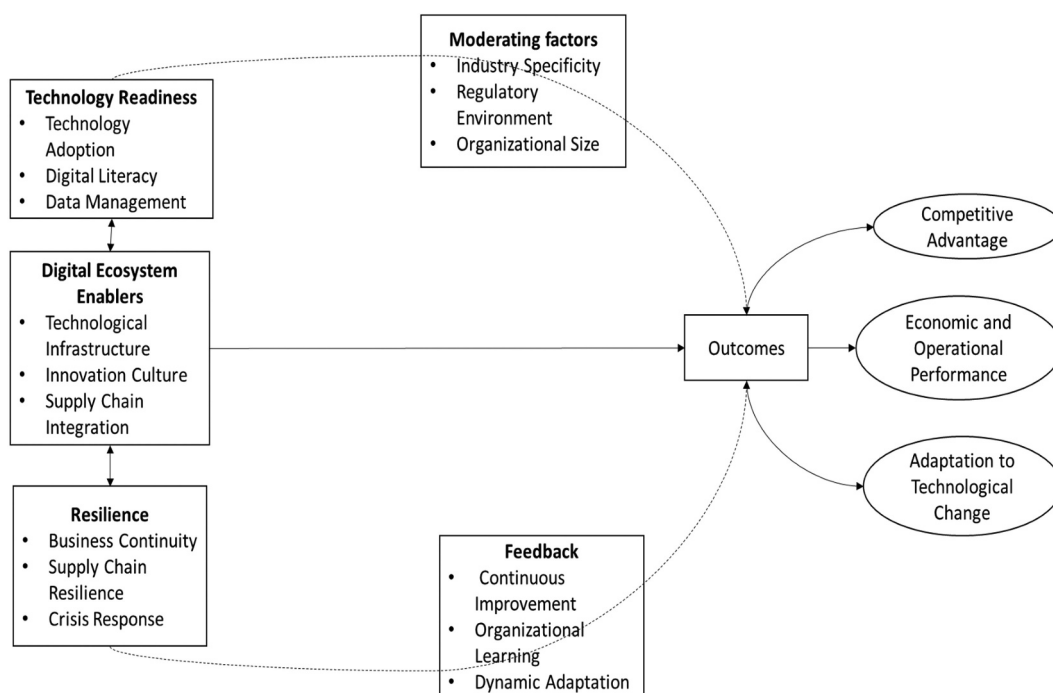 Moderating factors
• Industry Specificity
• Regulatory
Environment
• Organizational Size
Technology Readiness
• Technology
Adoption
• Digital Literacy
• Data Management
Digital Ecosystem
Enablers
• Technological
Infrastructure
• Innovation Culture
• Supply Chain
Integration
Resilience
• Business Continuity
• Supply Chain
Resilience
• Crisis Response
Feedback
• Continuous
Improvement
• Organizational
Learning
• Dynamic Adaptation
Outcomes
Competitive
Advantage
Economic and
Operational
Performance
Adaptation to
Technological
Change